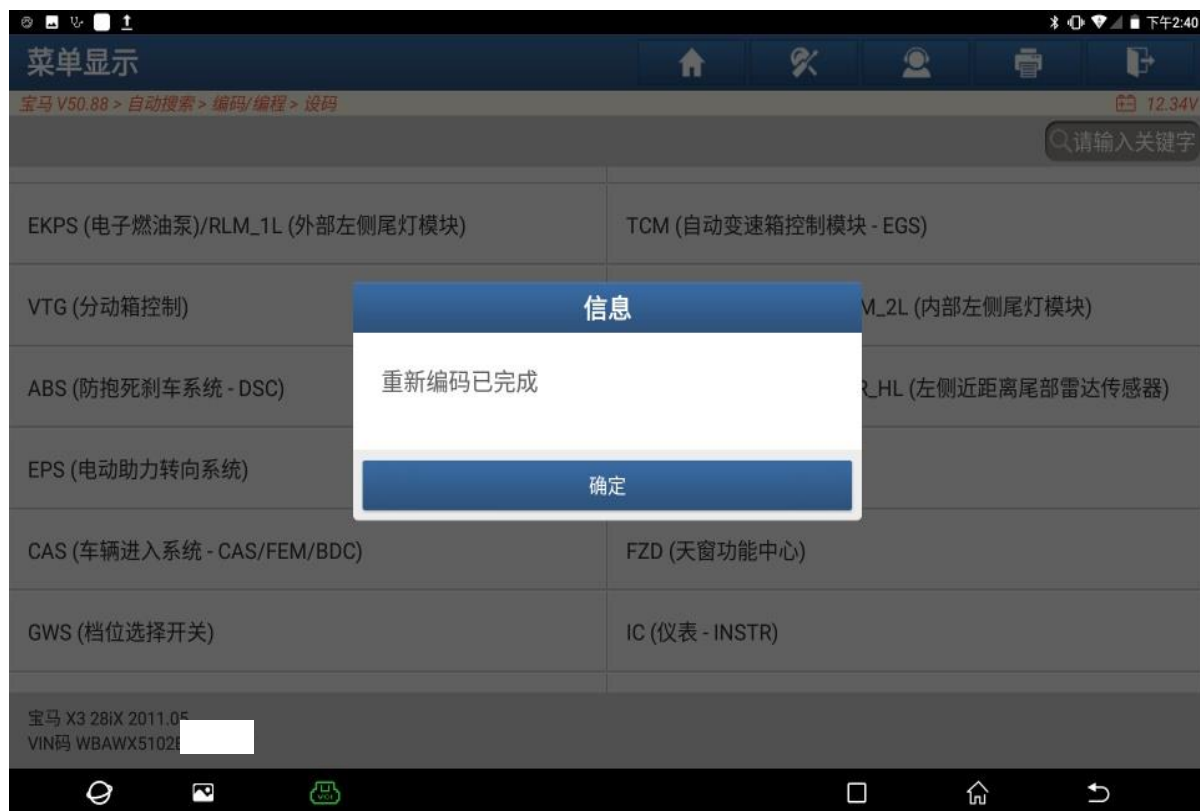 下午2:40
菜单显示
宝马 V50.88 > 自动搜索 > 编码/编程 > 设码
12.34V
请输入关键字
EKPS (电子燃油泵)/RLM_1L (外部左侧尾灯模块)
TCM (自动变速箱控制模块 - EGS)
VTG (分动箱控制)
M_2L (内部左侧尾灯模块)
信息
ABS (防抱死刹车系统 - DSC)
重新编码已完成
R_HL (左侧近距离尾部雷达传感器)
EPS (电动助力转向系统)
确定
CAS (车辆进入系统 - CAS/FEM/BDC)
FZD (天窗功能中心)
GWS (档位选择开关)
IC (仪表 - INSTR)
宝马 X3 28iX 2011.05
VIN码 WBAWX5102
VCI